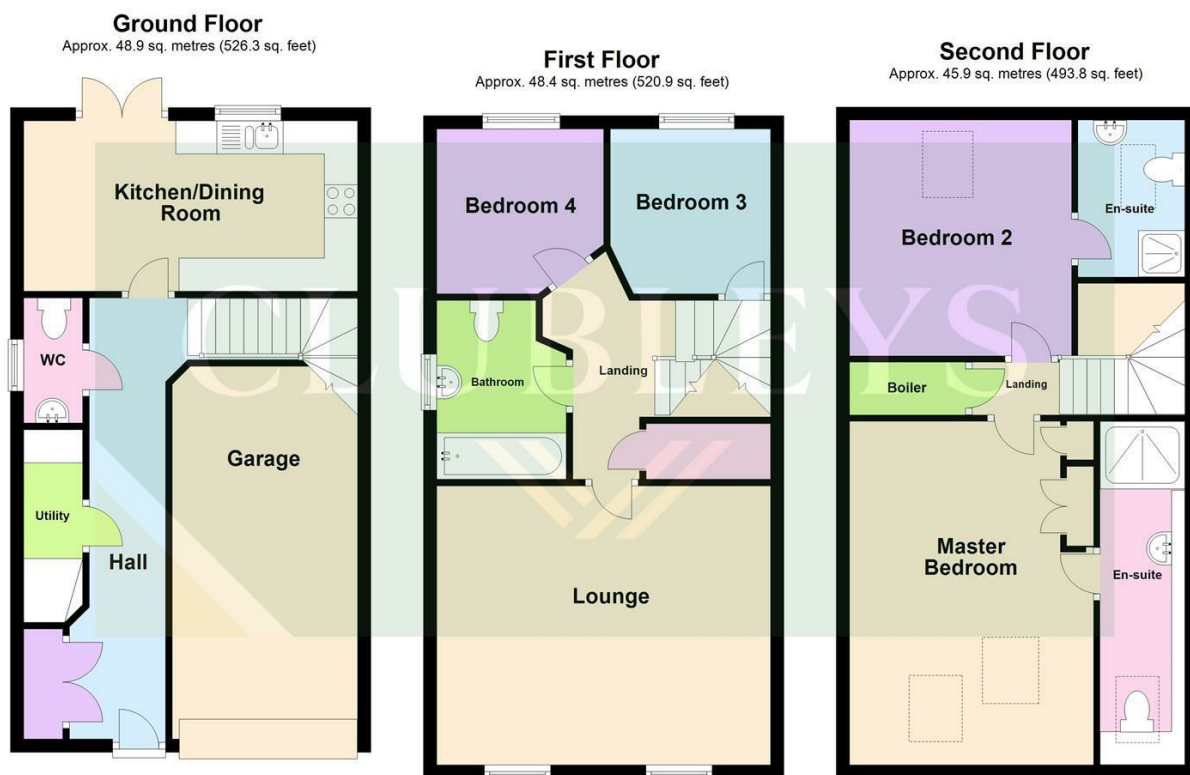 Ground Floor
Approx. 48.9 sq. metres (526.3 sq. feet)
Kitchen/Dining
Room
WC
Utility
Hall
Garage
First Floor
Approx. 48.4 sq. metres (520.9 sq. feet)
Bedroom 4
Bedroom 3
Bathroom
Landing
Lounge
Second Floor
Approx. 45.9 sq. metres (493.8 sq. feet)
Bedroom 2
En-suite
Boiler
Landing
Master
Bedroom
En-suite
CLUBLEYS